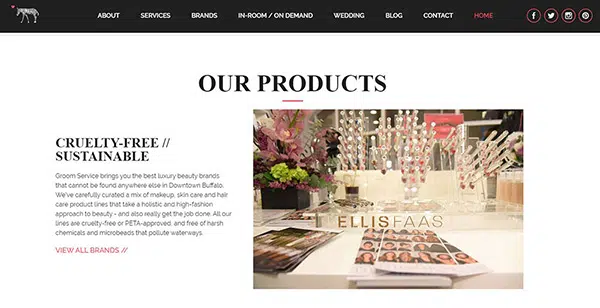 ABOUT SERVICES BRANDS IN-ROOM / ON DEMAND WEDDING BLOG CONTACT HOME
OUR PRODUCTS
CRUELTY-FREE //
SUSTAINABLE
Groom Service brings you the best luxury beauty brands
that cannot be found anywhere else in Downtown Buffalo.
We've carefully curated a mix of makeup, skin care and hair
care product lines that take a holistic and high-fashion
approach to beauty - and also really get the job done. All our
lines are cruelty-free or PETA-approved, and free of harsh
chemicals and microbeads that pollute waterways.
VIEW ALL BRANDS //
ELLISFAAS